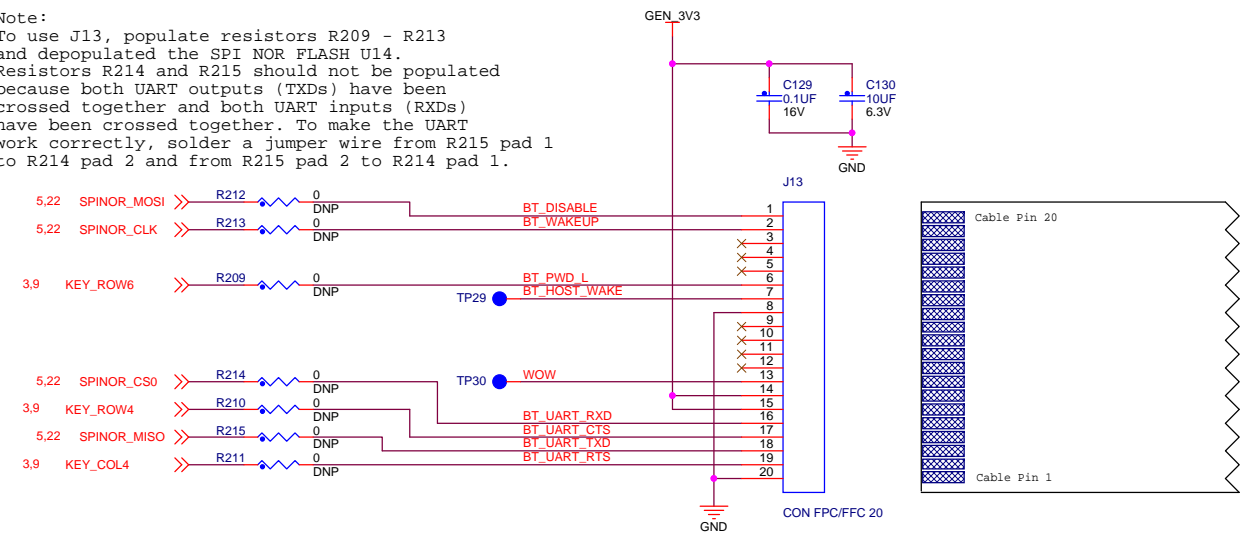 Note:
To use J13, populate resistors R209 - R213
and depopulated the SPI NOR FLASH U14.
Resistors R214 and R215 should not be populated
because both UART outputs (TXDs) have been
crossed together and both UART inputs (RXDs)
have been crossed together. To make the UART
work correctly, solder a jumper wire from R215 pad 1
to R214 pad 2 and from R215 pad 2 to R214 pad 1.
GEN_3V3
C129
0.1UF
16V
C130
10UF
6.3V
GND
J13
5,22 SPINOR_MOSI R212 0 DNP BT_DISABLE 1
5,22 SPINOR_CLK R213 0 DNP BT_WAKEUP 2
3
4
5
3,9 KEY_ROW6 R209 0 DNP BT_PWD_L 6
TP29 BT_HOST_WAKE 7
8
9
10
11
12
5,22 SPINOR_CS0 R214 0 DNP TP30 WOW 13
14
15
3,9 KEY_ROW4 R210 0 DNP BT_UART_RXD 16
BT_UART_CTS 17
5,22 SPINOR_MISO R215 0 DNP BT_UART_TXD 18
3,9 KEY_COL4 R211 0 DNP BT_UART_RTS 19
20
GND
CON FPC/FFC 20
Cable Pin 20
Cable Pin 1